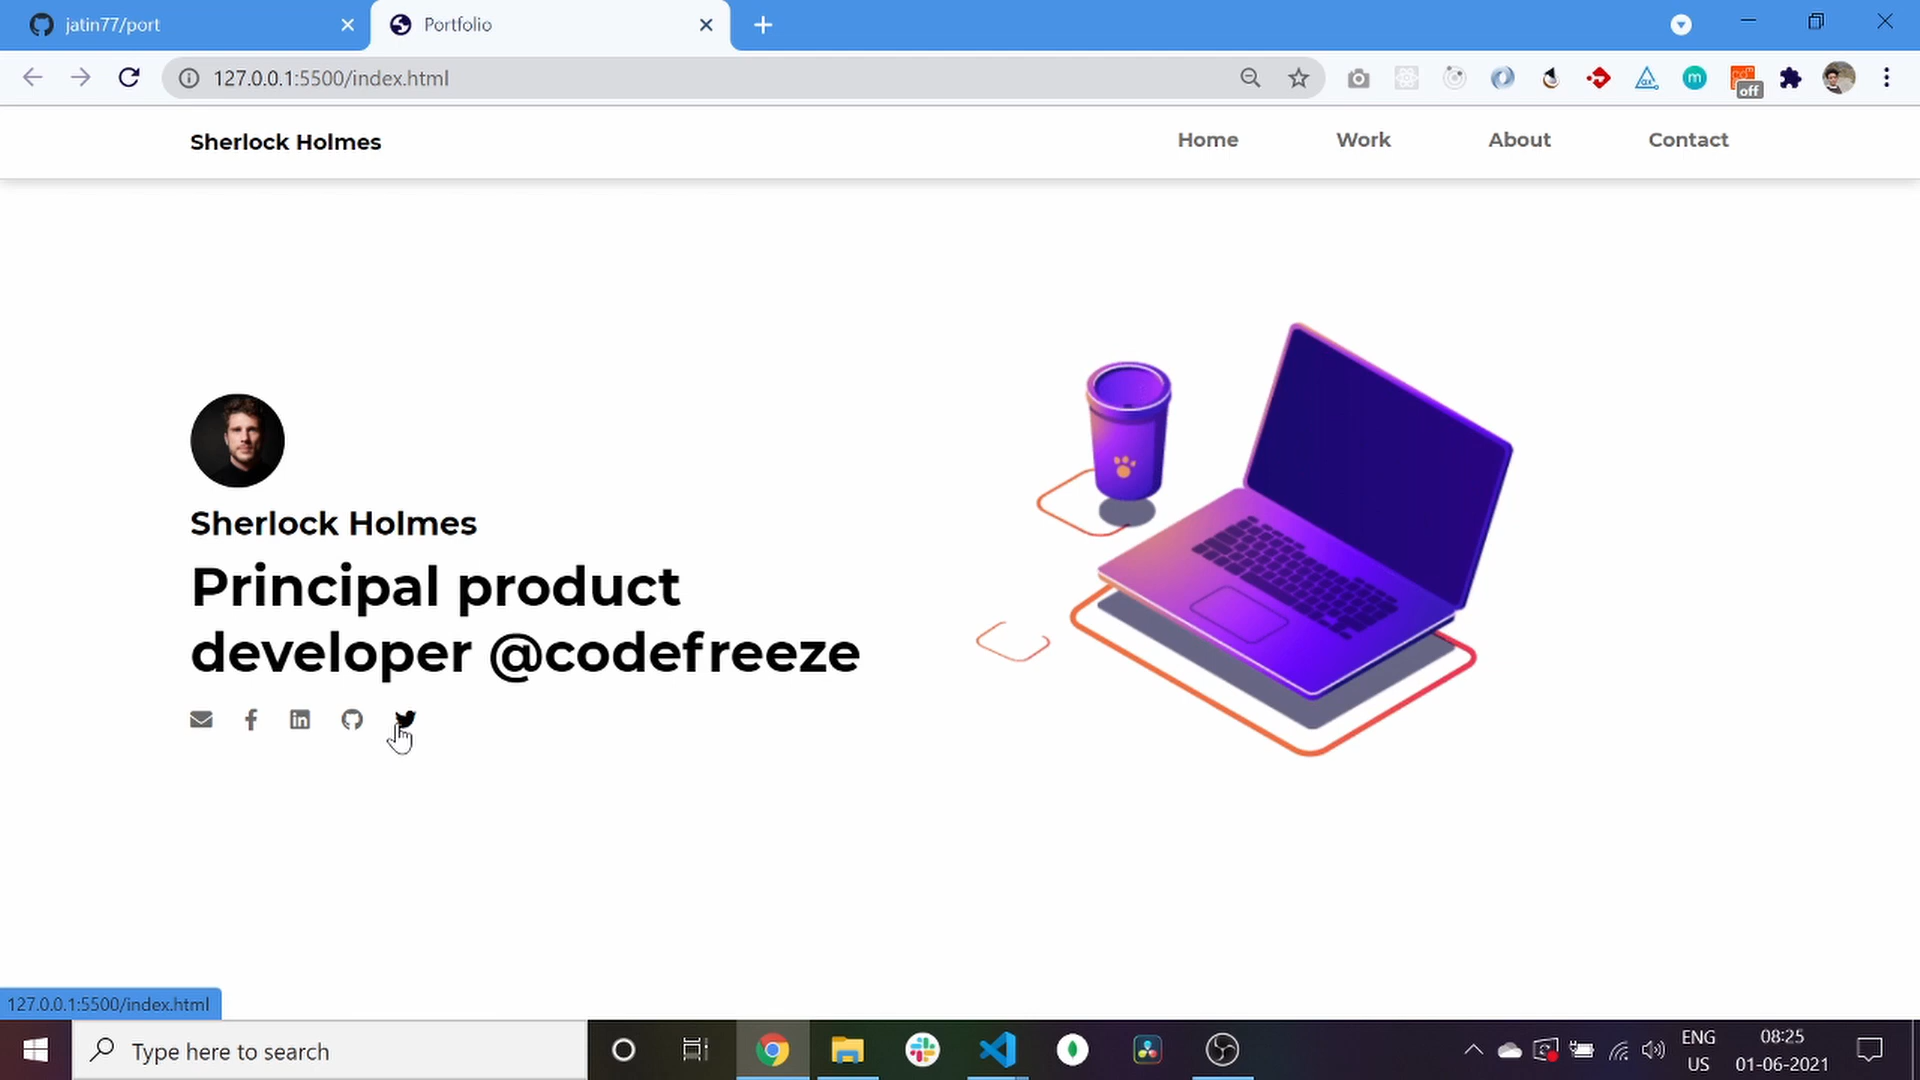 jatin77/port
Portfolio
127.0.0.1:5500/index.html
off
Sherlock Holmes
Home
Work
About
Contact
Sherlock Holmes
Principal product
developer @codefreeze
127.0.0.1:5500/index.html
Type here to search
ENG
US
08:25
01-06-2021